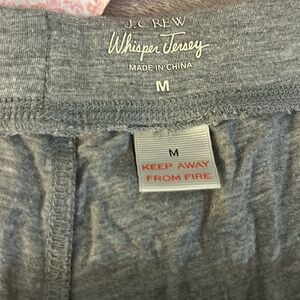 J.CREW
Whisper Jersey
MADE IN CHINA
M
M
KEEP AWAY
FROM FIRE